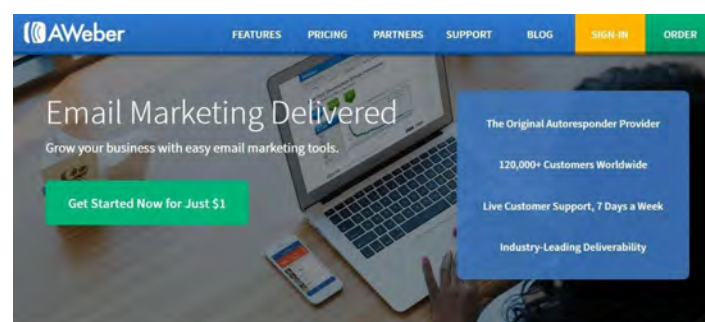 AWeber
FEATURES PRICING PARTNERS SUPPORT BLOG SIGN-IN ORDER
Email Marketing Delivered
Grow your business with easy email marketing tools.
Get Started Now for Just $1
The Original Autoresponder Provider
120,000+ Customers Worldwide
Live Customer Support, 7 Days a Week
Industry-Leading Deliverability